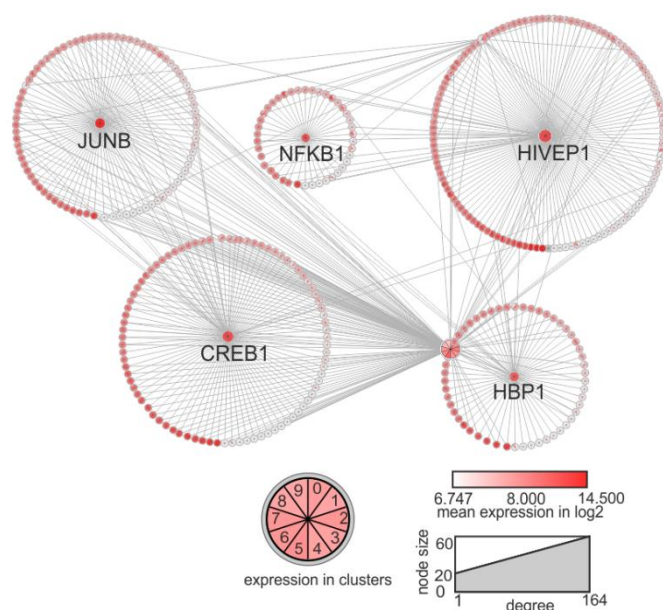 JUNB
NFKB1
HIVEP1
CREB1
HBP1
9 0
8 1
7 2
6 3
5 4
expression in clusters
6.747 8.000 14.500
mean expression in log2
node size
60
20
0
1 164
degree